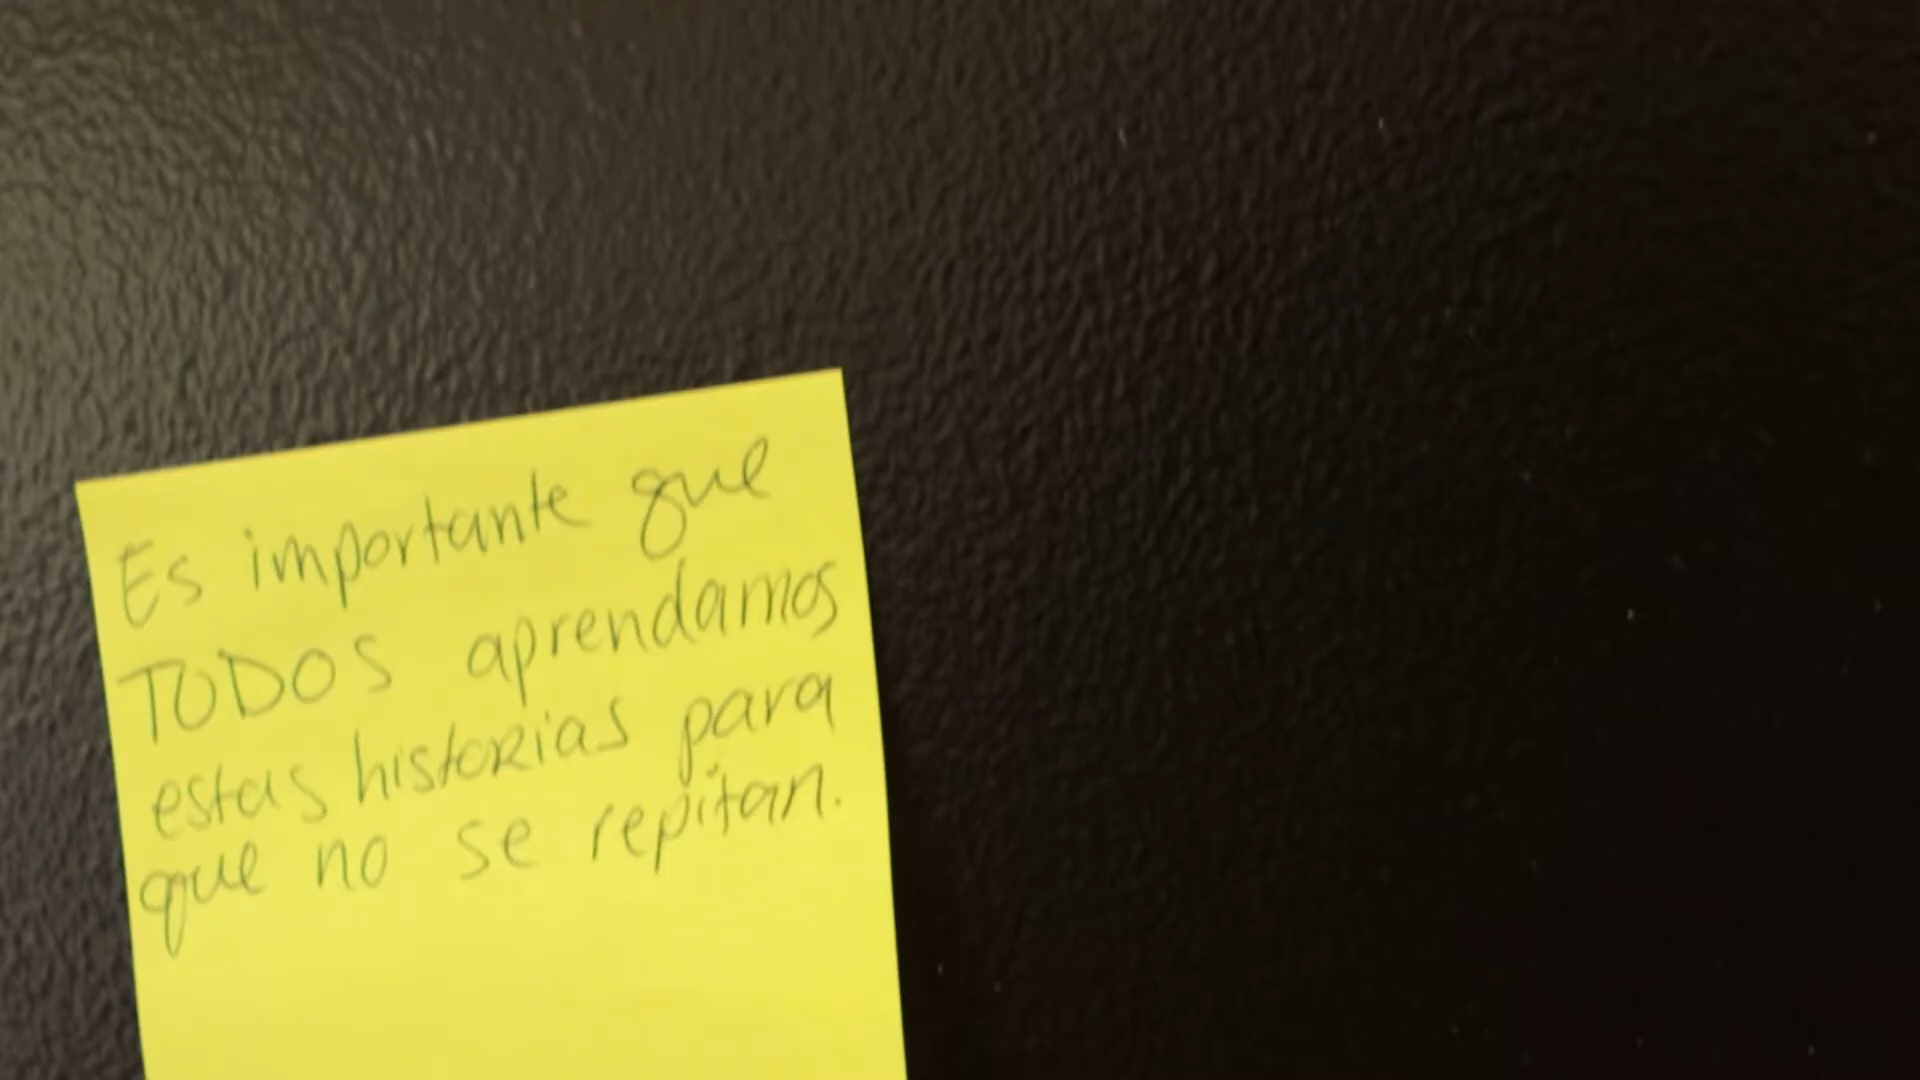 Es importante que
TODOS aprendamos
estas historias para
que no se repitan.